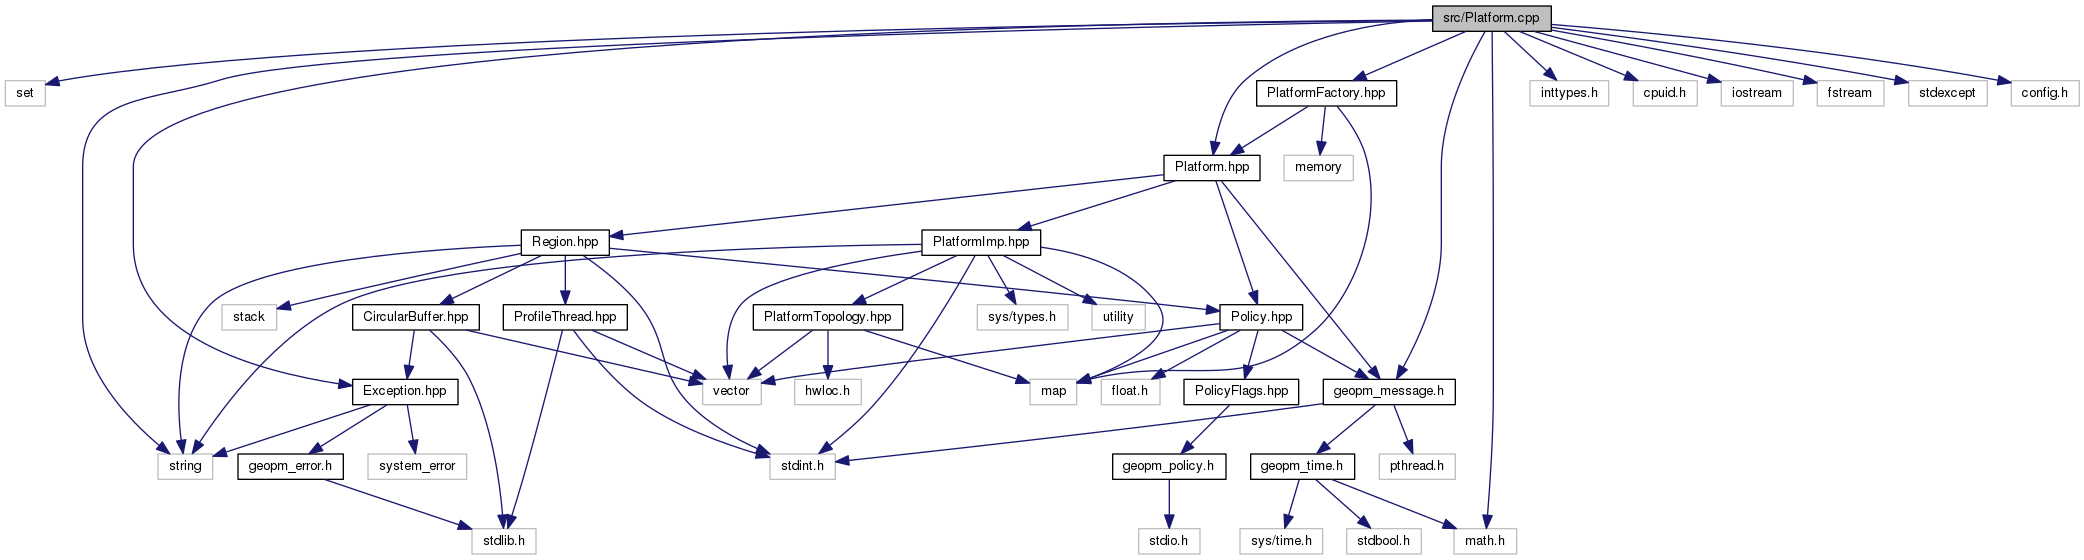 src/Platform.cpp
set
PlatformFactory.hpp
inttypes.h
cpuid.h
iostream
fstream
stdexcept
config.h
Platform.hpp
memory
Region.hpp
PlatformImp.hpp
stack
CircularBuffer.hpp
ProfileThread.hpp
PlatformTopology.hpp
sys/types.h
utility
Policy.hpp
Exception.hpp
vector
hwloc.h
map
float.h
PolicyFlags.hpp
geopm_message.h
string
geopm_error.h
system_error
stdint.h
geopm_policy.h
geopm_time.h
pthread.h
stdlib.h
stdio.h
sys/time.h
stdbool.h
math.h